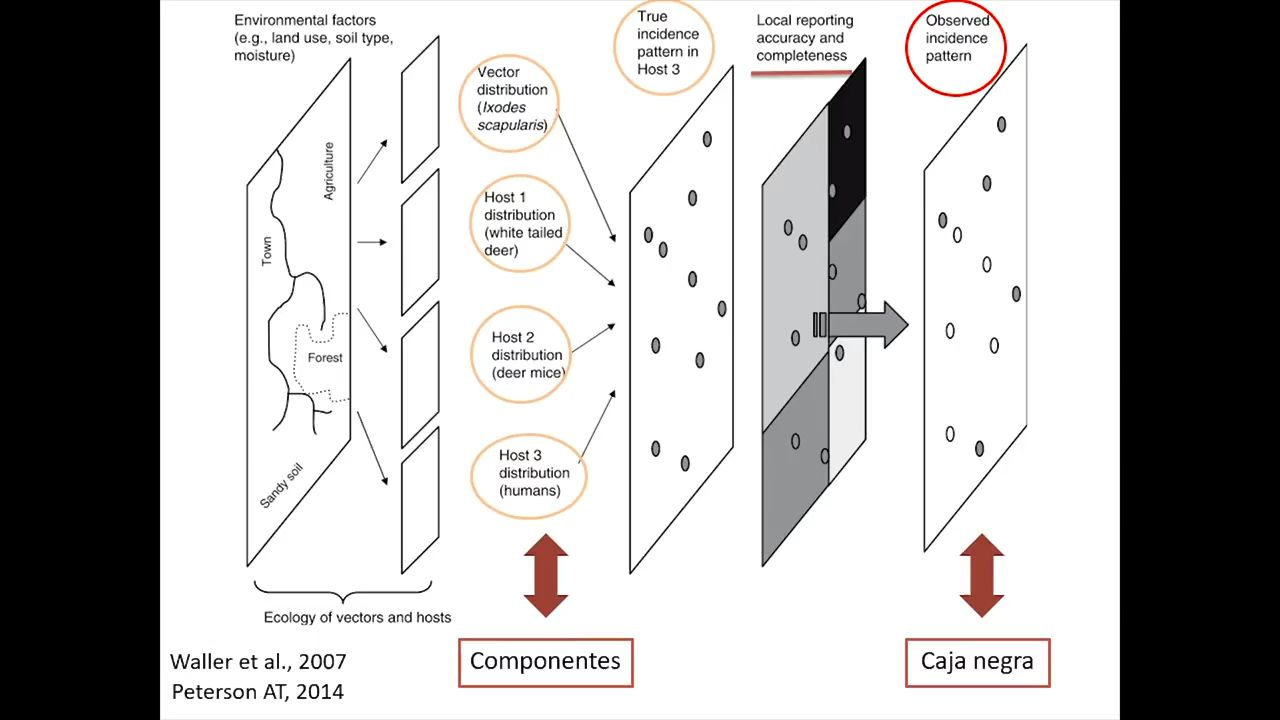 Environmental factors
(e.g., land use, soil type,
moisture)
Agriculture
Town
Forest
Sandy soil
Ecology of vectors and hosts
Vector
distribution
(Ixodes
scapularis)
Host 1
distribution
(white tailed
deer)
Host 2
distribution
(deer mice)
Host 3
distribution
(humans)
True
incidence
pattern in
Host 3
Local reporting
accuracy and
completeness
Observed
incidence
pattern
Componentes
Caja negra
Waller et al., 2007
Peterson AT, 2014